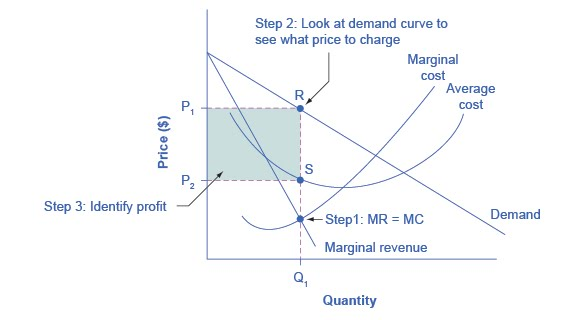 Step 2: Look at demand curve to
see what price to charge
Marginal
cost
Average
cost
R
P1
Price ($)
S
P2
Step 3: Identify profit
Step1: MR = MC
Demand
Marginal revenue
Q1
Quantity